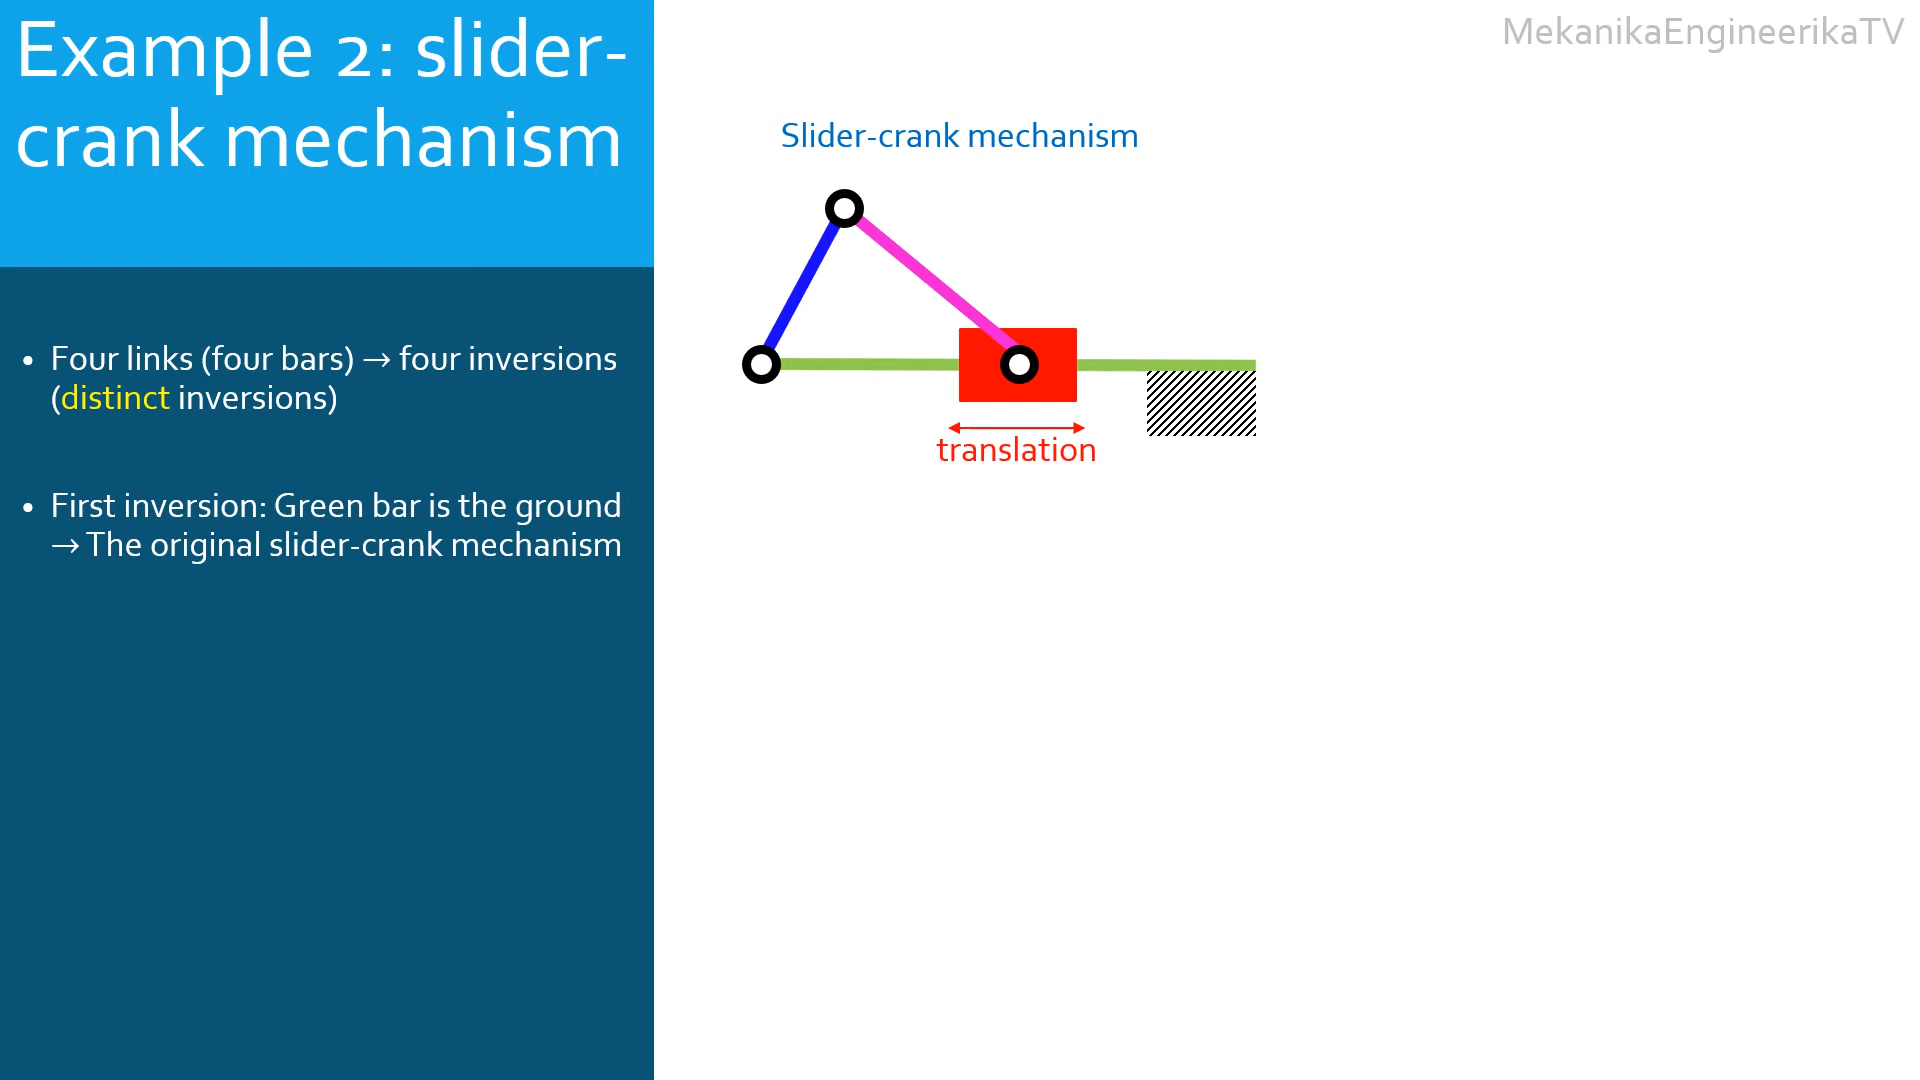 Example 2: slider-
crank mechanism
MekanikaEngineerikaTV
• Four links (four bars) → four inversions
(distinct inversions)
• First inversion: Green bar is the ground
→ The original slider-crank mechanism
Slider-crank mechanism
translation